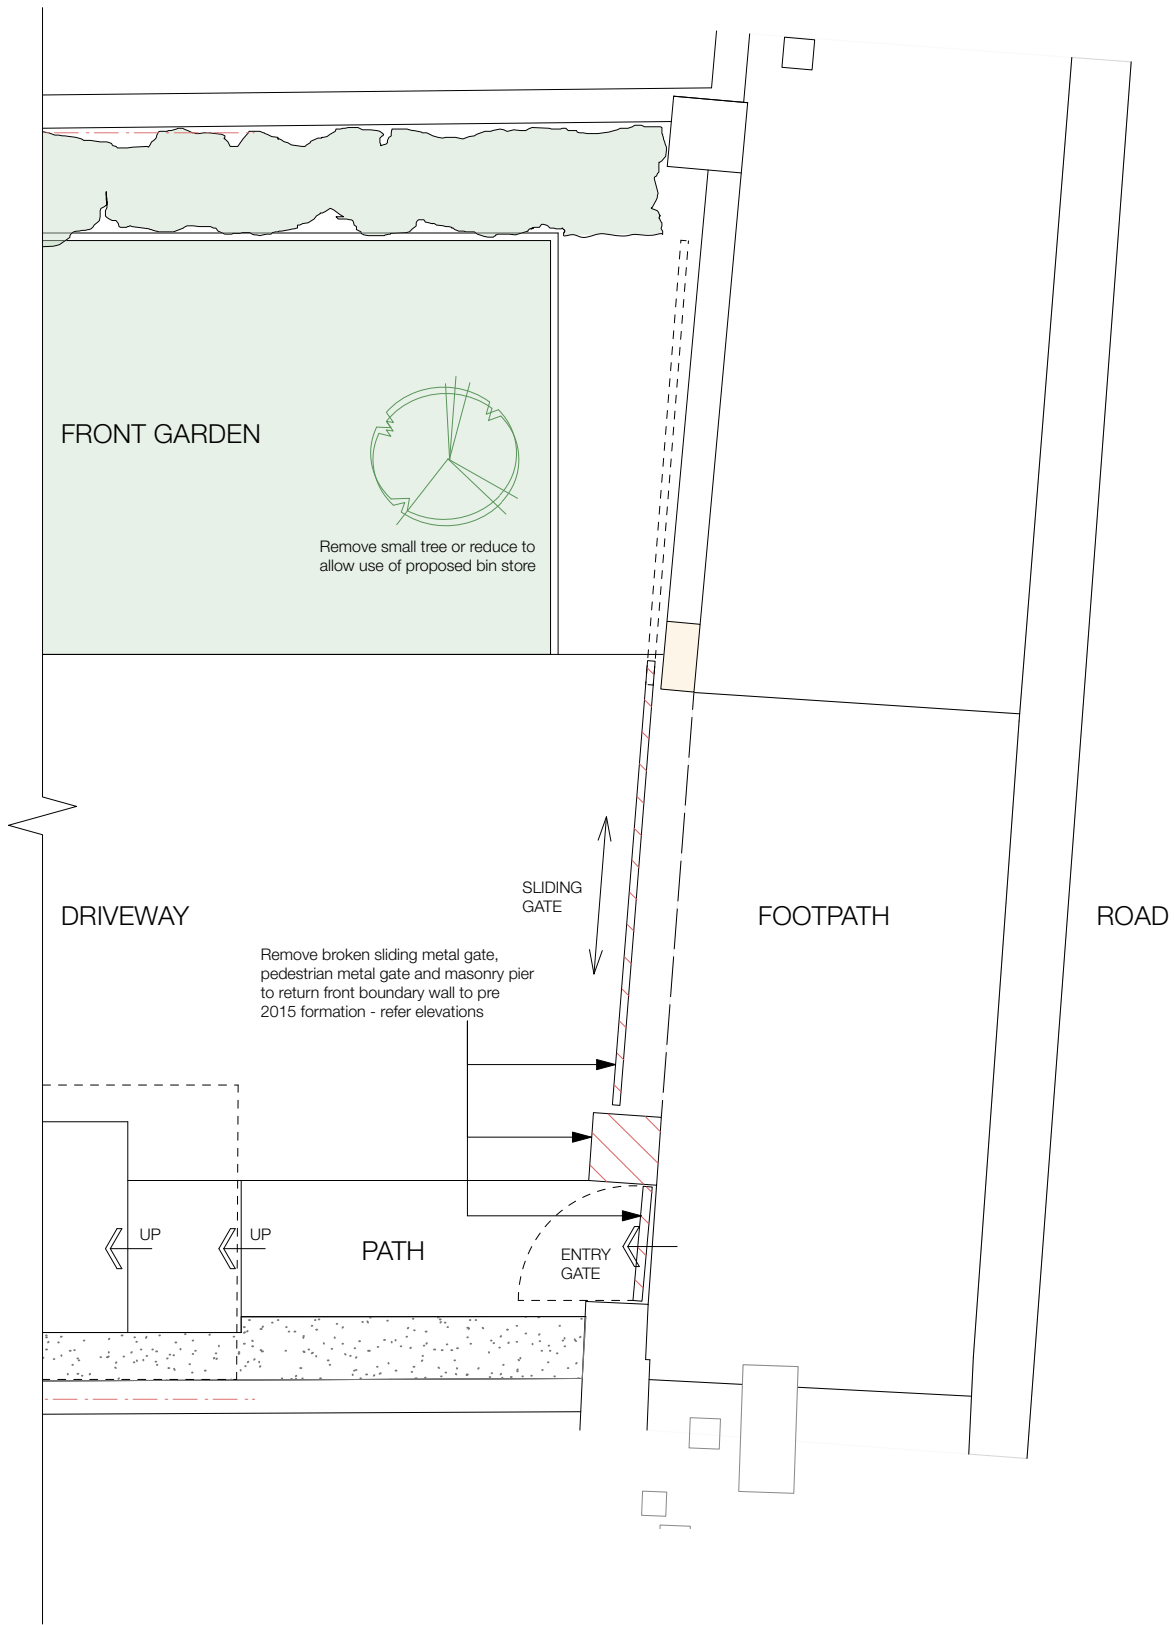 FRONT GARDEN
Remove small tree or reduce to
allow use of proposed bin store
SLIDING
GATE
DRIVEWAY
FOOTPATH
ROAD
Remove broken sliding metal gate,
pedestrian metal gate and masonry pier
to return front boundary wall to pre
2015 formation - refer elevations
UP
UP
PATH
ENTRY
GATE